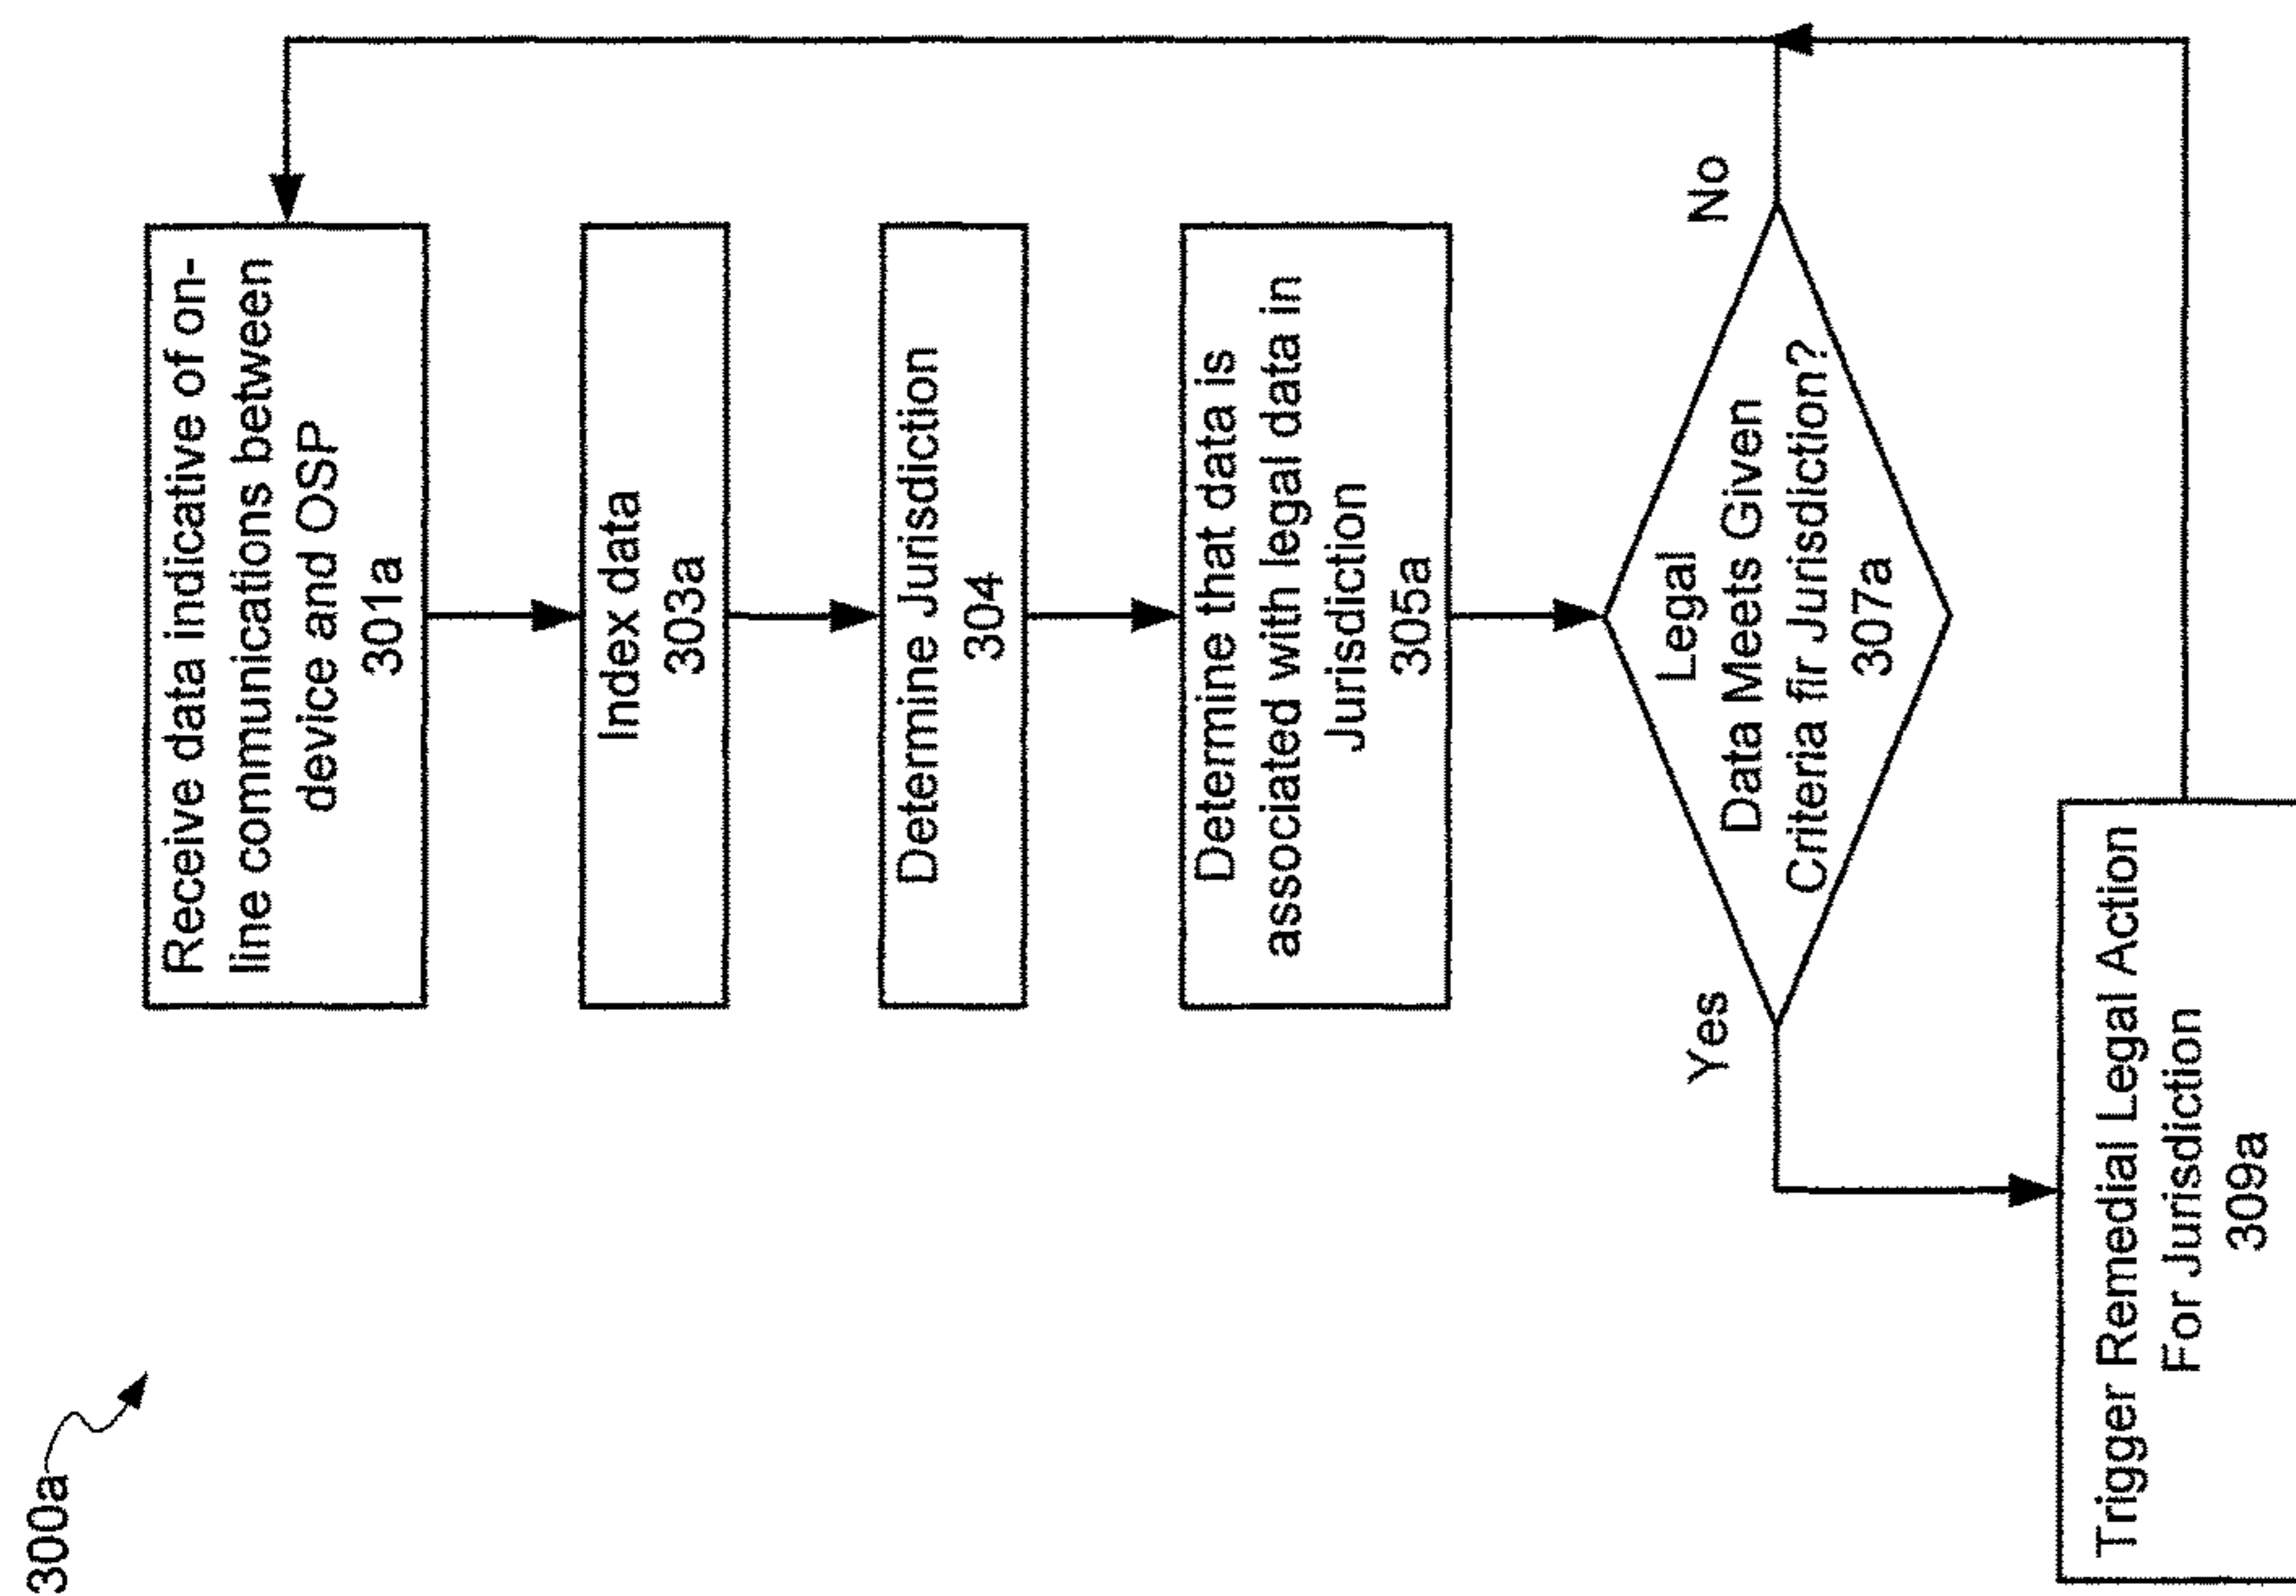 300a
Receive data indicative of on-
line communications between
device and OSP
301a
Index data
303a
Determine Jurisdiction
304
Determine that data is
associated with legal data in
Jurisdiction
305a
Legal
Data Meets Given
Criteria fir Jurisdiction?
307a
Yes
No
Trigger Remedial Legal Action
For Jurisdiction
309a